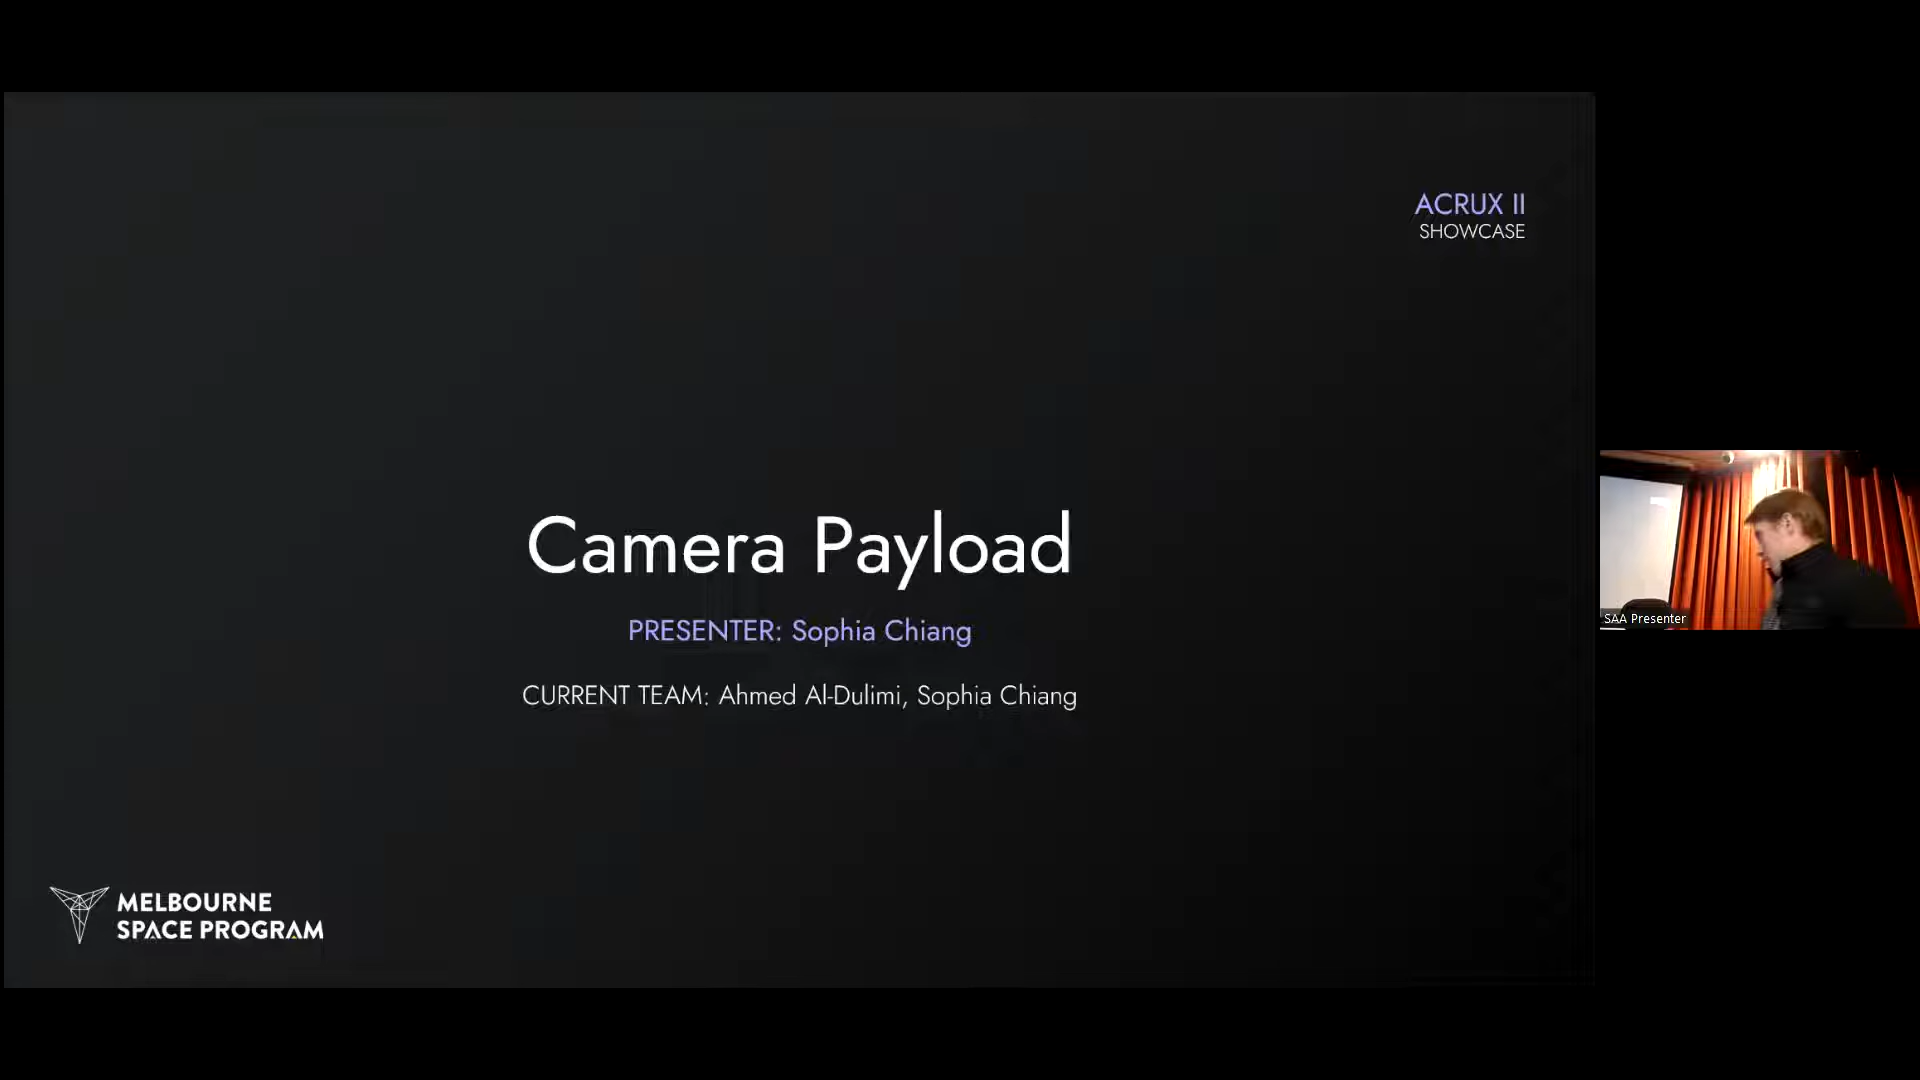 ACRUX II
SHOWCASE
Camera Payload
PRESENTER: Sophia Chiang
CURRENT TEAM: Ahmed Al-Dulimi, Sophia Chiang
MELBOURNE
SPACE PROGRAM
SAA Presenter